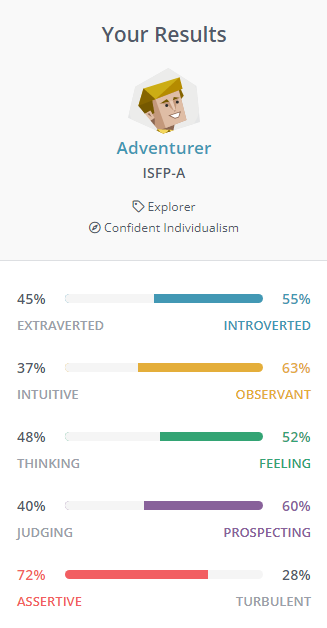 Your Results
Adventurer
ISFP-A
Explorer
Confident Individualism
45% 55%
EXTRAVERTED INTROVERTED
37% 63%
INTUITIVE OBSERVANT
48% 52%
THINKING FEELING
40% 60%
JUDGING PROSPECTING
72% 28%
ASSERTIVE TURBULENT